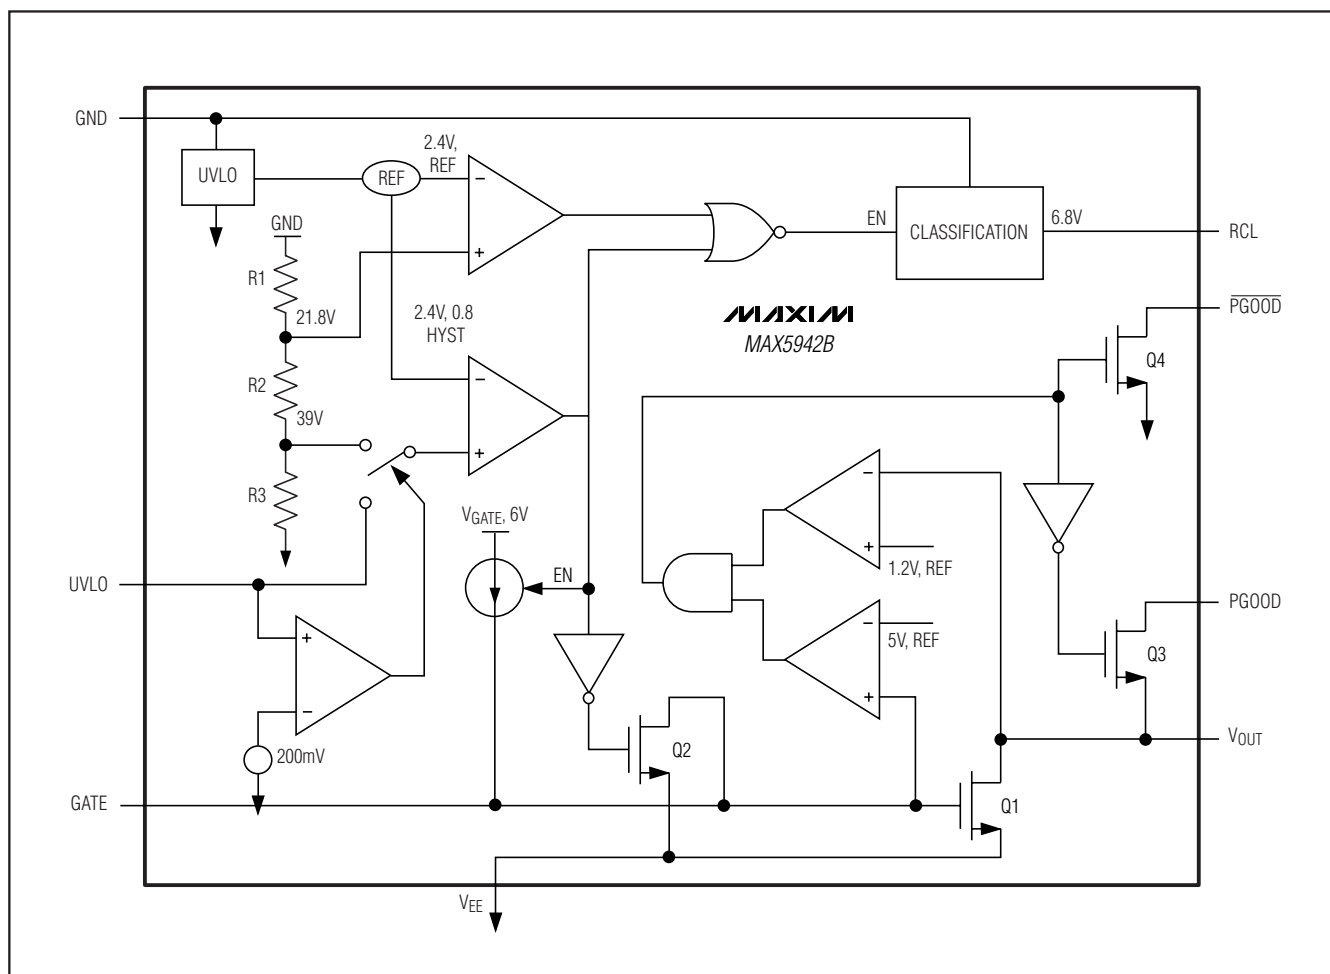 GND
2.4V,
REF
UVLO
REF
−
GND
EN
CLASSIFICATION
6.8V
RCL
+
R1
21.8V
2.4V, 0.8
HYST
MAXIM
MAX5942B
PGOOD
Q4
R2
−
39V
+
−
R3
VGATE, 6V
+
1.2V, REF
EN
UVLO
PGOOD
−
5V, REF
+
Q3
+
−
Q2
VOUT
200mV
GATE
Q1
VEE